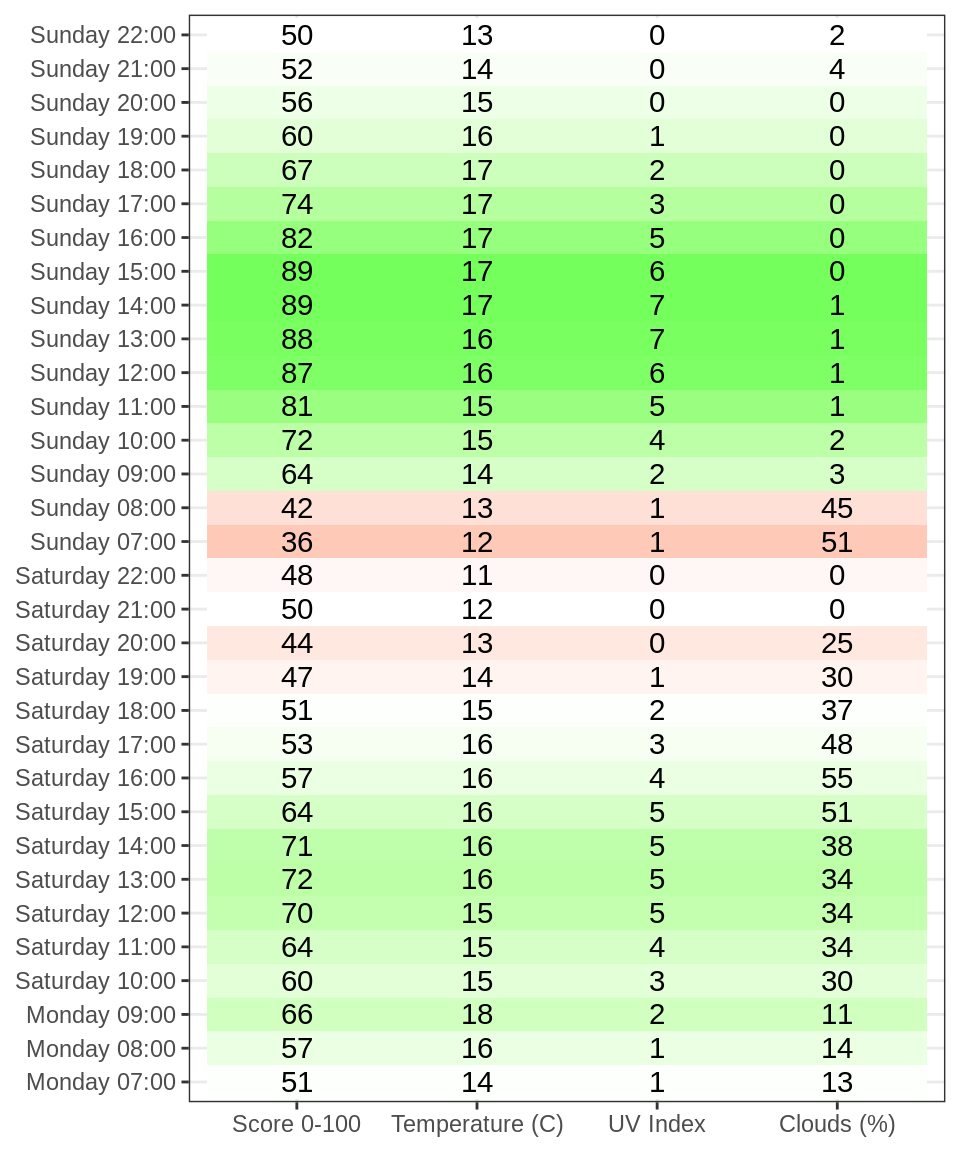 Sunday 22:00 50 13 0 2
Sunday 21:00 52 14 0 4
Sunday 20:00 56 15 0 0
Sunday 19:00 60 16 1 0
Sunday 18:00 67 17 2 0
Sunday 17:00 74 17 3 0
Sunday 16:00 82 17 5 0
Sunday 15:00 89 17 6 0
Sunday 14:00 89 17 7 1
Sunday 13:00 88 16 7 1
Sunday 12:00 87 16 6 1
Sunday 11:00 81 15 5 1
Sunday 10:00 72 15 4 2
Sunday 09:00 64 14 2 3
Sunday 08:00 42 13 1 45
Sunday 07:00 36 12 1 51
Saturday 22:00 48 11 0 0
Saturday 21:00 50 12 0 0
Saturday 20:00 44 13 0 25
Saturday 19:00 47 14 1 30
Saturday 18:00 51 15 2 37
Saturday 17:00 53 16 3 48
Saturday 16:00 57 16 4 55
Saturday 15:00 64 16 5 51
Saturday 14:00 71 16 5 38
Saturday 13:00 72 16 5 34
Saturday 12:00 70 15 5 34
Saturday 11:00 64 15 4 34
Saturday 10:00 60 15 3 30
Monday 09:00 66 18 2 11
Monday 08:00 57 16 1 14
Monday 07:00 51 14 1 13
Score 0-100 Temperature (C) UV Index Clouds (%)